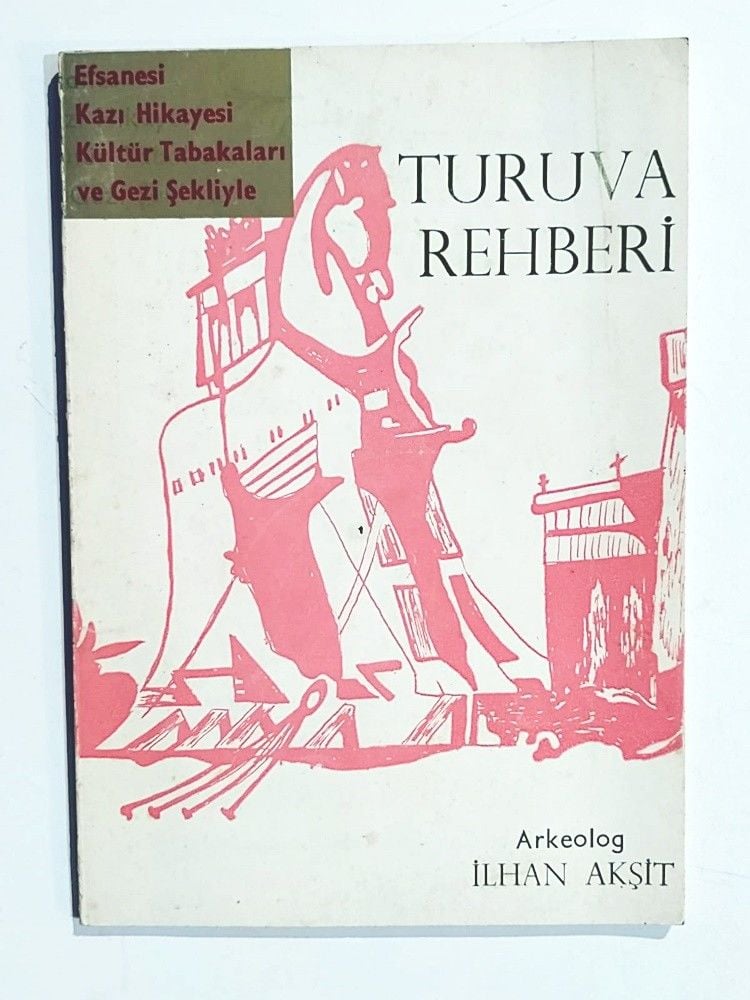 Efsanesi
Kazı Hikayesi
Kültür Tabakaları
ve Gezi Şekliyle
TURUVA
REHBERİ
Arkeolog
İLHAN AKŞİT